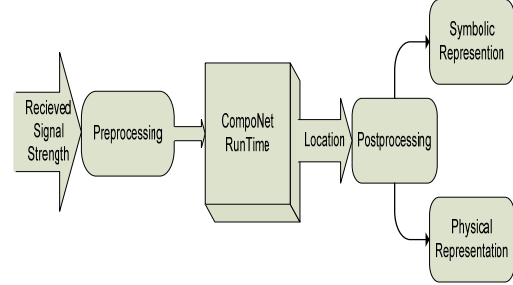 Recieved
Signal
Strength
Preprocessing
CompoNet
RunTime
Location
Postprocessing
Symbolic
Represention
Physical
Representation